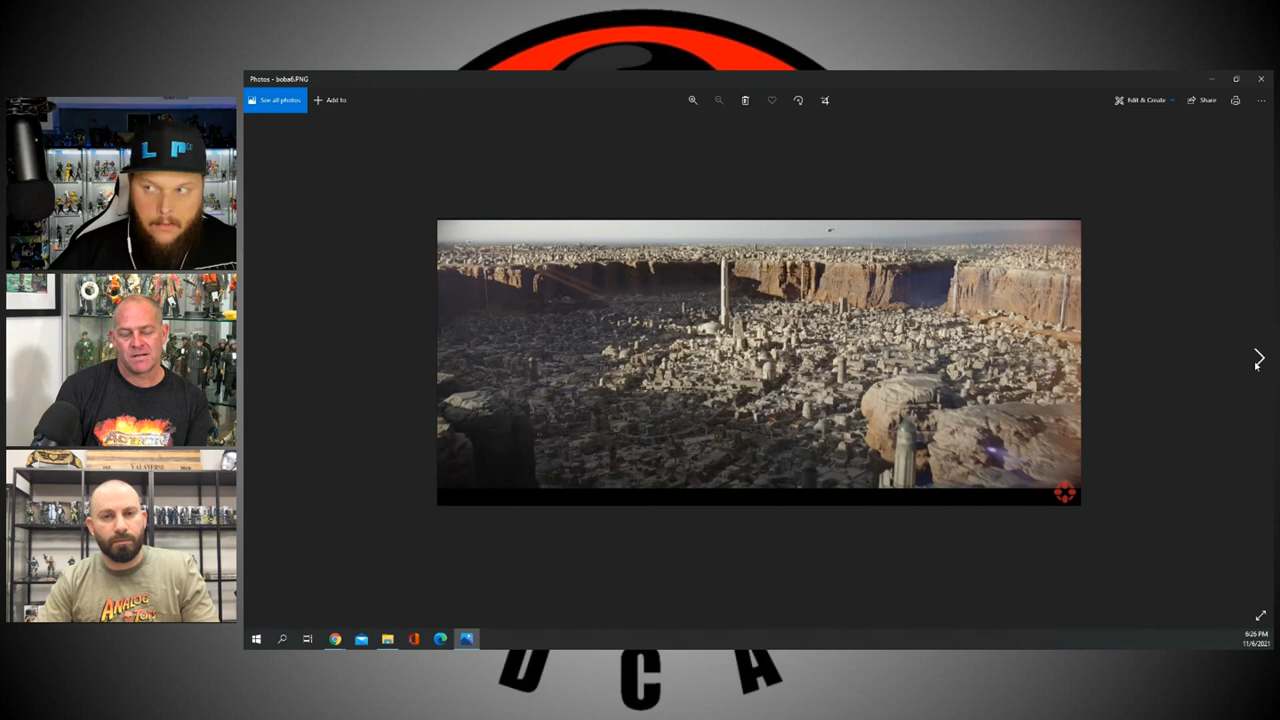 Photos - boba6.PNG
See all photos
Add to
Edit & Create
Share
LP
VALAVERSE
ANALOG
TOYS
6:26 PM
11/6/2021
DCA